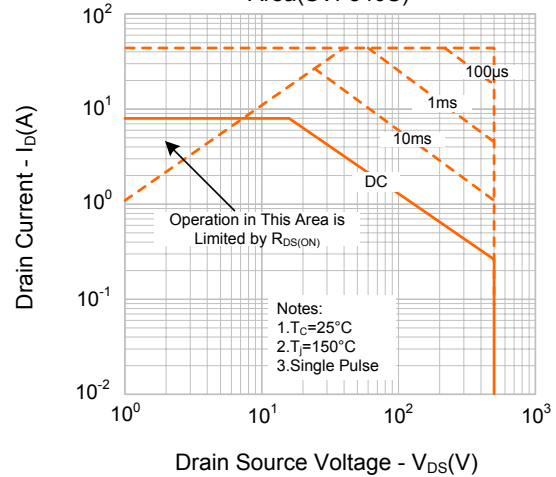 10²
100µs
1ms
10¹
10ms
DC
10⁰
Operation in This Area is
Limited by R_DS(ON)
Drain Current - I_D(A)
10⁻¹
Notes:
1.T_C=25°C
2.T_j=150°C
3.Single Pulse
10⁻²
10⁰ 10¹ 10² 10³
Drain Source Voltage - V_DS(V)